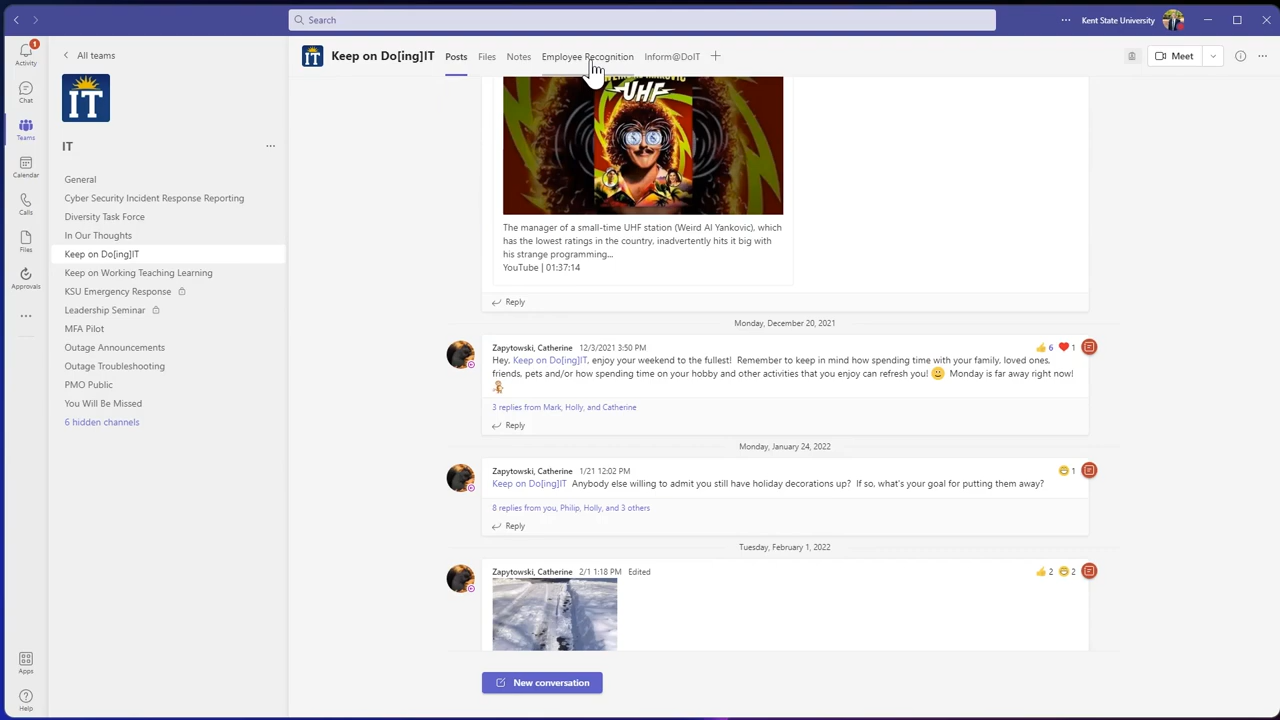 Search
Kent State University
1
Activity
Chat
Teams
Calendar
Calls
Files
Approvals
Apps
Help
All teams
IT
IT
General
Cyber Security Incident Response Reporting
Diversity Task Force
In Our Thoughts
Keep on Do[ing]IT
Keep on Working Teaching Learning
KSU Emergency Response
Leadership Seminar
MFA Pilot
Outage Announcements
Outage Troubleshooting
PMO Public
You Will Be Missed
6 hidden channels
IT
Keep on Do[ing]IT
Posts
Files
Notes
Employee Recognition
Inform@DoIT
Meet
UHF
The manager of a small-time UHF station (Weird Al Yankovic), which
has the lowest ratings in the country, inadvertently hits it big with
his strange programming...
YouTube | 01:37:14
Reply
Monday, December 20, 2021
Zapytowski, Catherine 12/3/2021 3:50 PM
6 1
Hey, Keep on Do[ing]IT, enjoy your weekend to the fullest! Remember to keep in mind how spending time with your family, loved ones,
friends, pets and/or how spending time on your hobby and other activities that you enjoy can refresh you! Monday is far away right now!
3 replies from Mark, Holly, and Catherine
Reply
Monday, January 24, 2022
Zapytowski, Catherine 1/21 12:02 PM
1
Keep on Do[ing]IT Anybody else willing to admit you still have holiday decorations up? If so, what's your goal for putting them away?
8 replies from you, Philip, Holly, and 3 others
Reply
Tuesday, February 1, 2022
Zapytowski, Catherine 2/1 1:18 PM Edited
2 2
New conversation